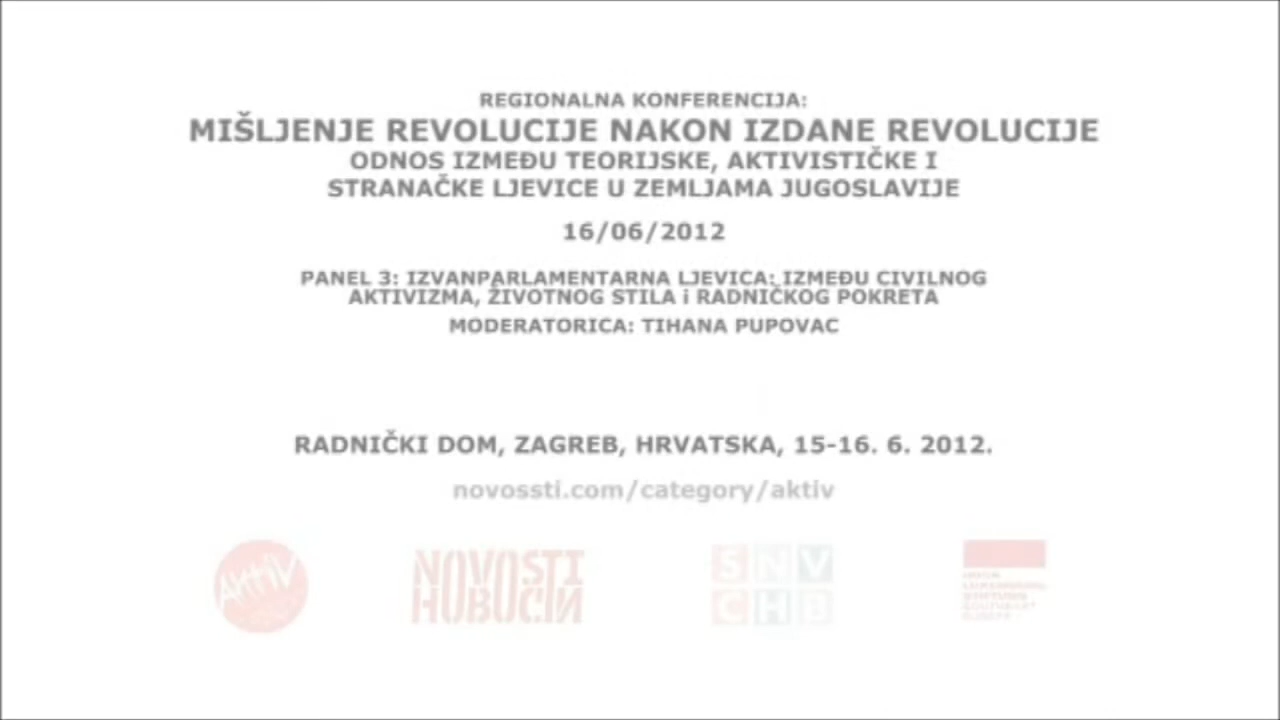 REGIONALNA KONFERENCIJA:
MIŠLJENJE REVOLUCIJE NAKON IZDANE REVOLUCIJE
ODNOS IZMEĐU TEORIJSKE, AKTIVISTIČKE I
STRANAČKE LJEVICE U ZEMLJAMA JUGOSLAVIJE
16/06/2012
PANEL 3: IZVANPARLAMENTARNA LJEVICA: IZMEĐU CIVILNOG
AKTIVIZMA, ŽIVOTNOG STILA i RADNIČKOG POKRETA
MODERATORICA: TIHANA PUPOVAC
RADNIČKI DOM, ZAGREB, HRVATSKA, 15-16. 6. 2012.
novossti.com/category/aktiv
AktiV
NOVOSTI
НОВОСТИ
SNV
СНВ